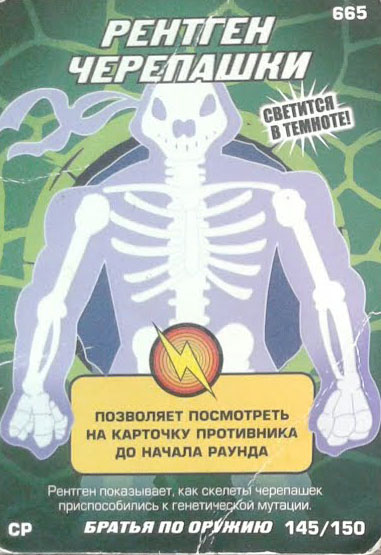 665
РЕНТГЕН
ЧЕРЕПАШКИ
СВЕТИТСЯ
В ТЕМНОТЕ!
ПОЗВОЛЯЕТ ПОСМОТРЕТЬ
НА КАРТОЧКУ ПРОТИВНИКА
ДО НАЧАЛА РАУНДА
Рентген показывает, как скелеты черепашек
приспособились к генетической мутации.
СР БРАТЬЯ ПО ОРУЖИЮ 145/150